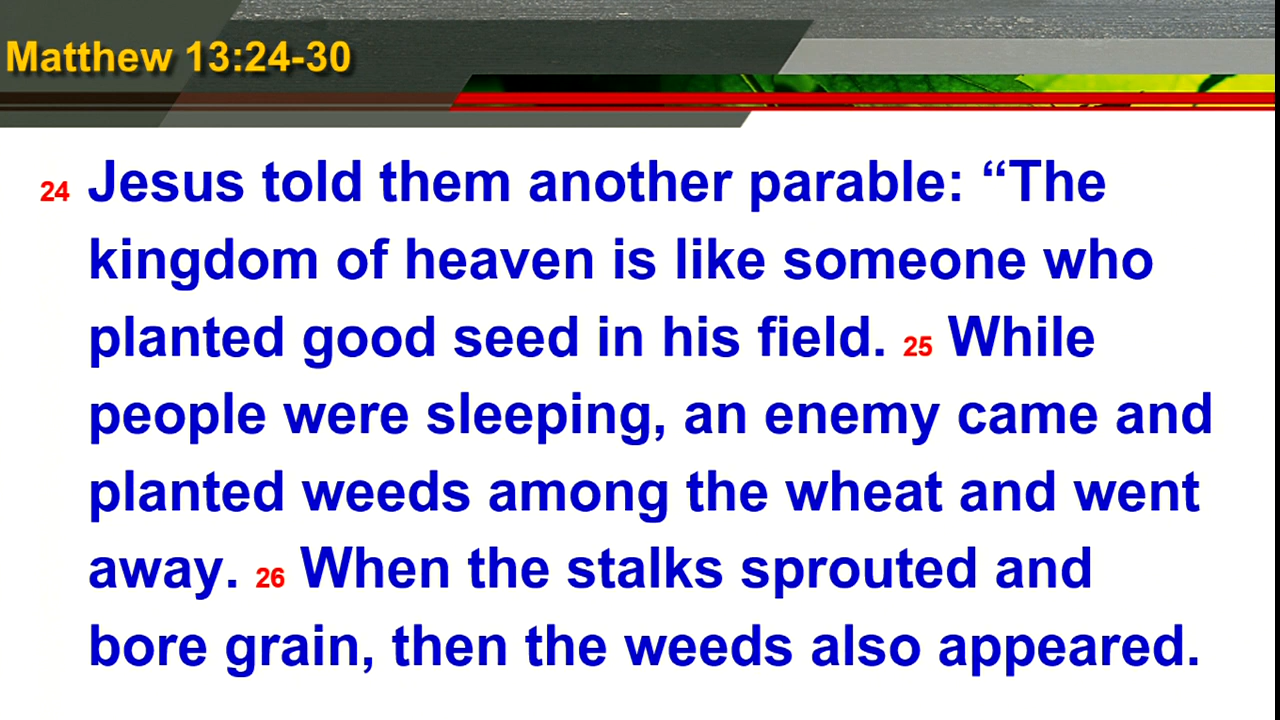 Matthew 13:24-30
24 Jesus told them another parable: “The
kingdom of heaven is like someone who
planted good seed in his field. 25 While
people were sleeping, an enemy came and
planted weeds among the wheat and went
away. 26 When the stalks sprouted and
bore grain, then the weeds also appeared.